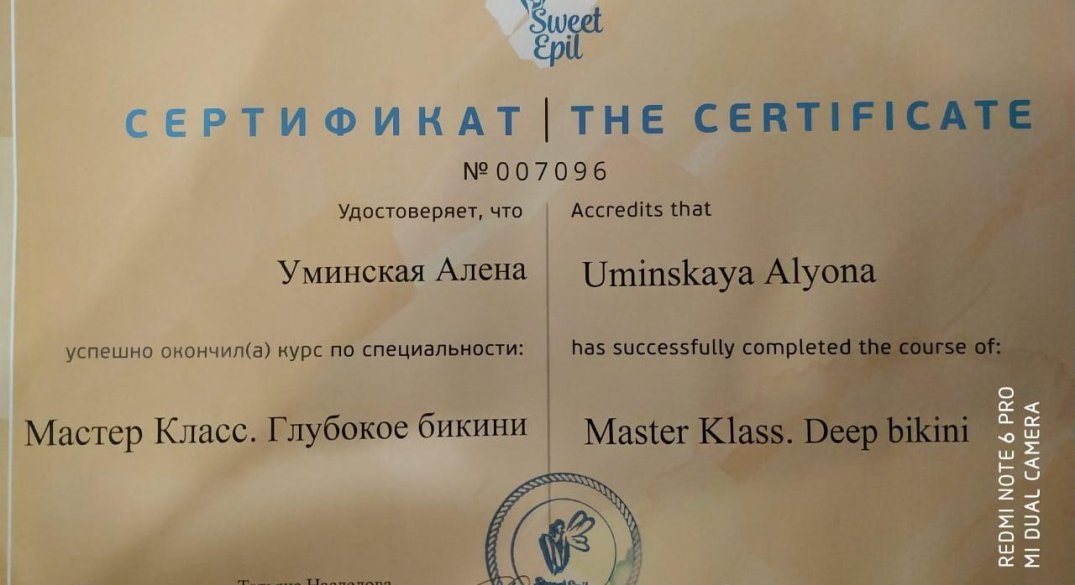 Sweet
Epil
СЕРТИФИКАТ | THE CERTIFICATE
№ 007096
Удостоверяет, что
Accredits that
Уминская Алена
Uminskaya Alyona
успешно окончил(а) курс по специальности:
has successfully completed the course of:
Мастер Класс. Глубокое бикини
Master Klass. Deep bikini
REDMI NOTE 6 PRO
MI DUAL CAMERA